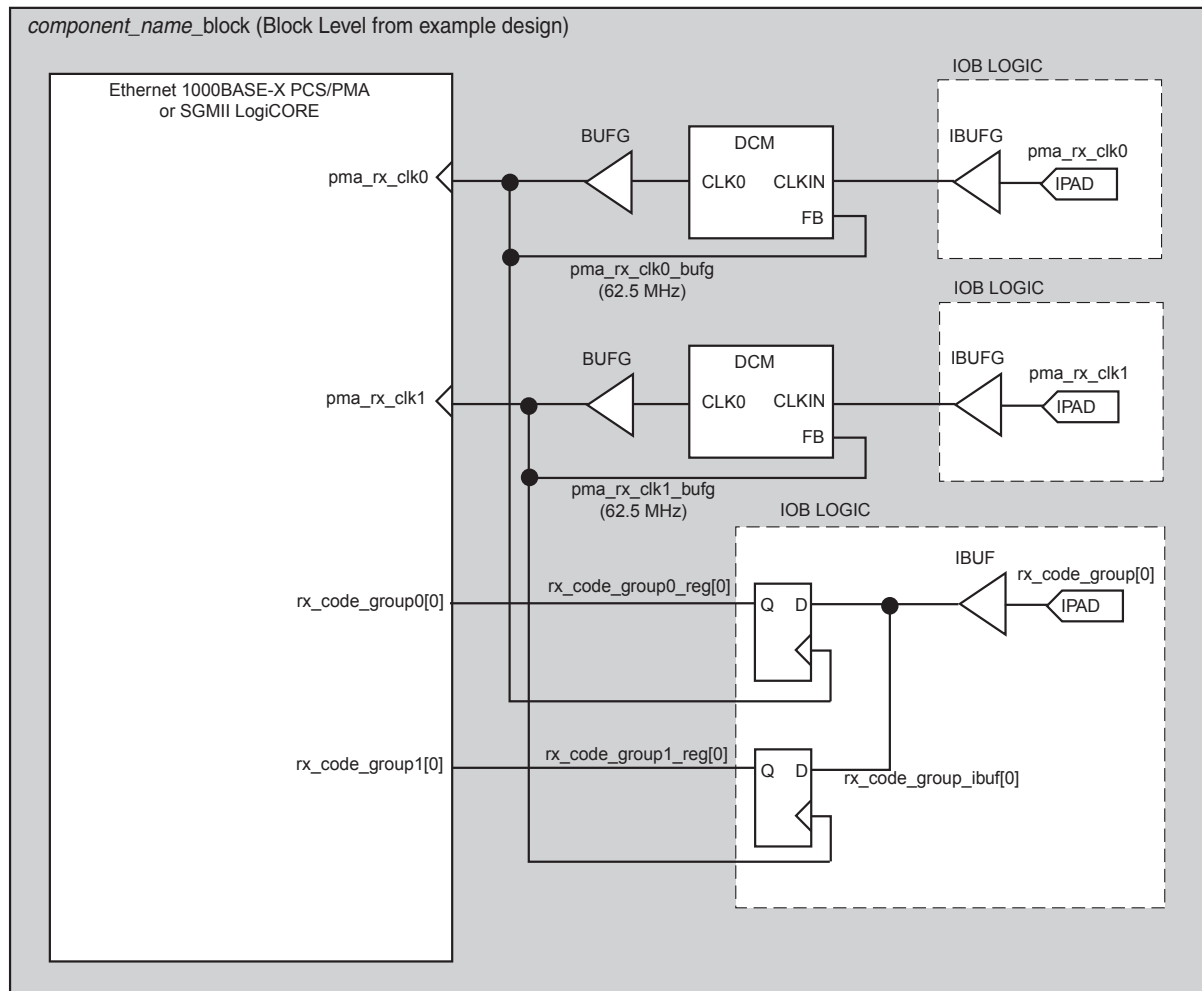 component_name_block (Block Level from example design)
Ethernet 1000BASE-X PCS/PMA
or SGMII LogiCORE
IOB LOGIC
BUFG
DCM
IBUFG
pma_rx_clk0
pma_rx_clk0
CLK0
CLKIN
IPAD
FB
pma_rx_clk0_bufg
(62.5 MHz)
IOB LOGIC
BUFG
DCM
IBUFG
pma_rx_clk1
pma_rx_clk1
CLK0
CLKIN
IPAD
FB
pma_rx_clk1_bufg
(62.5 MHz)
IOB LOGIC
IBUF
rx_code_group[0]
rx_code_group0[0]
rx_code_group0_reg[0]
Q
D
IPAD
rx_code_group1[0]
rx_code_group1_reg[0]
Q
D
rx_code_group_ibuf[0]